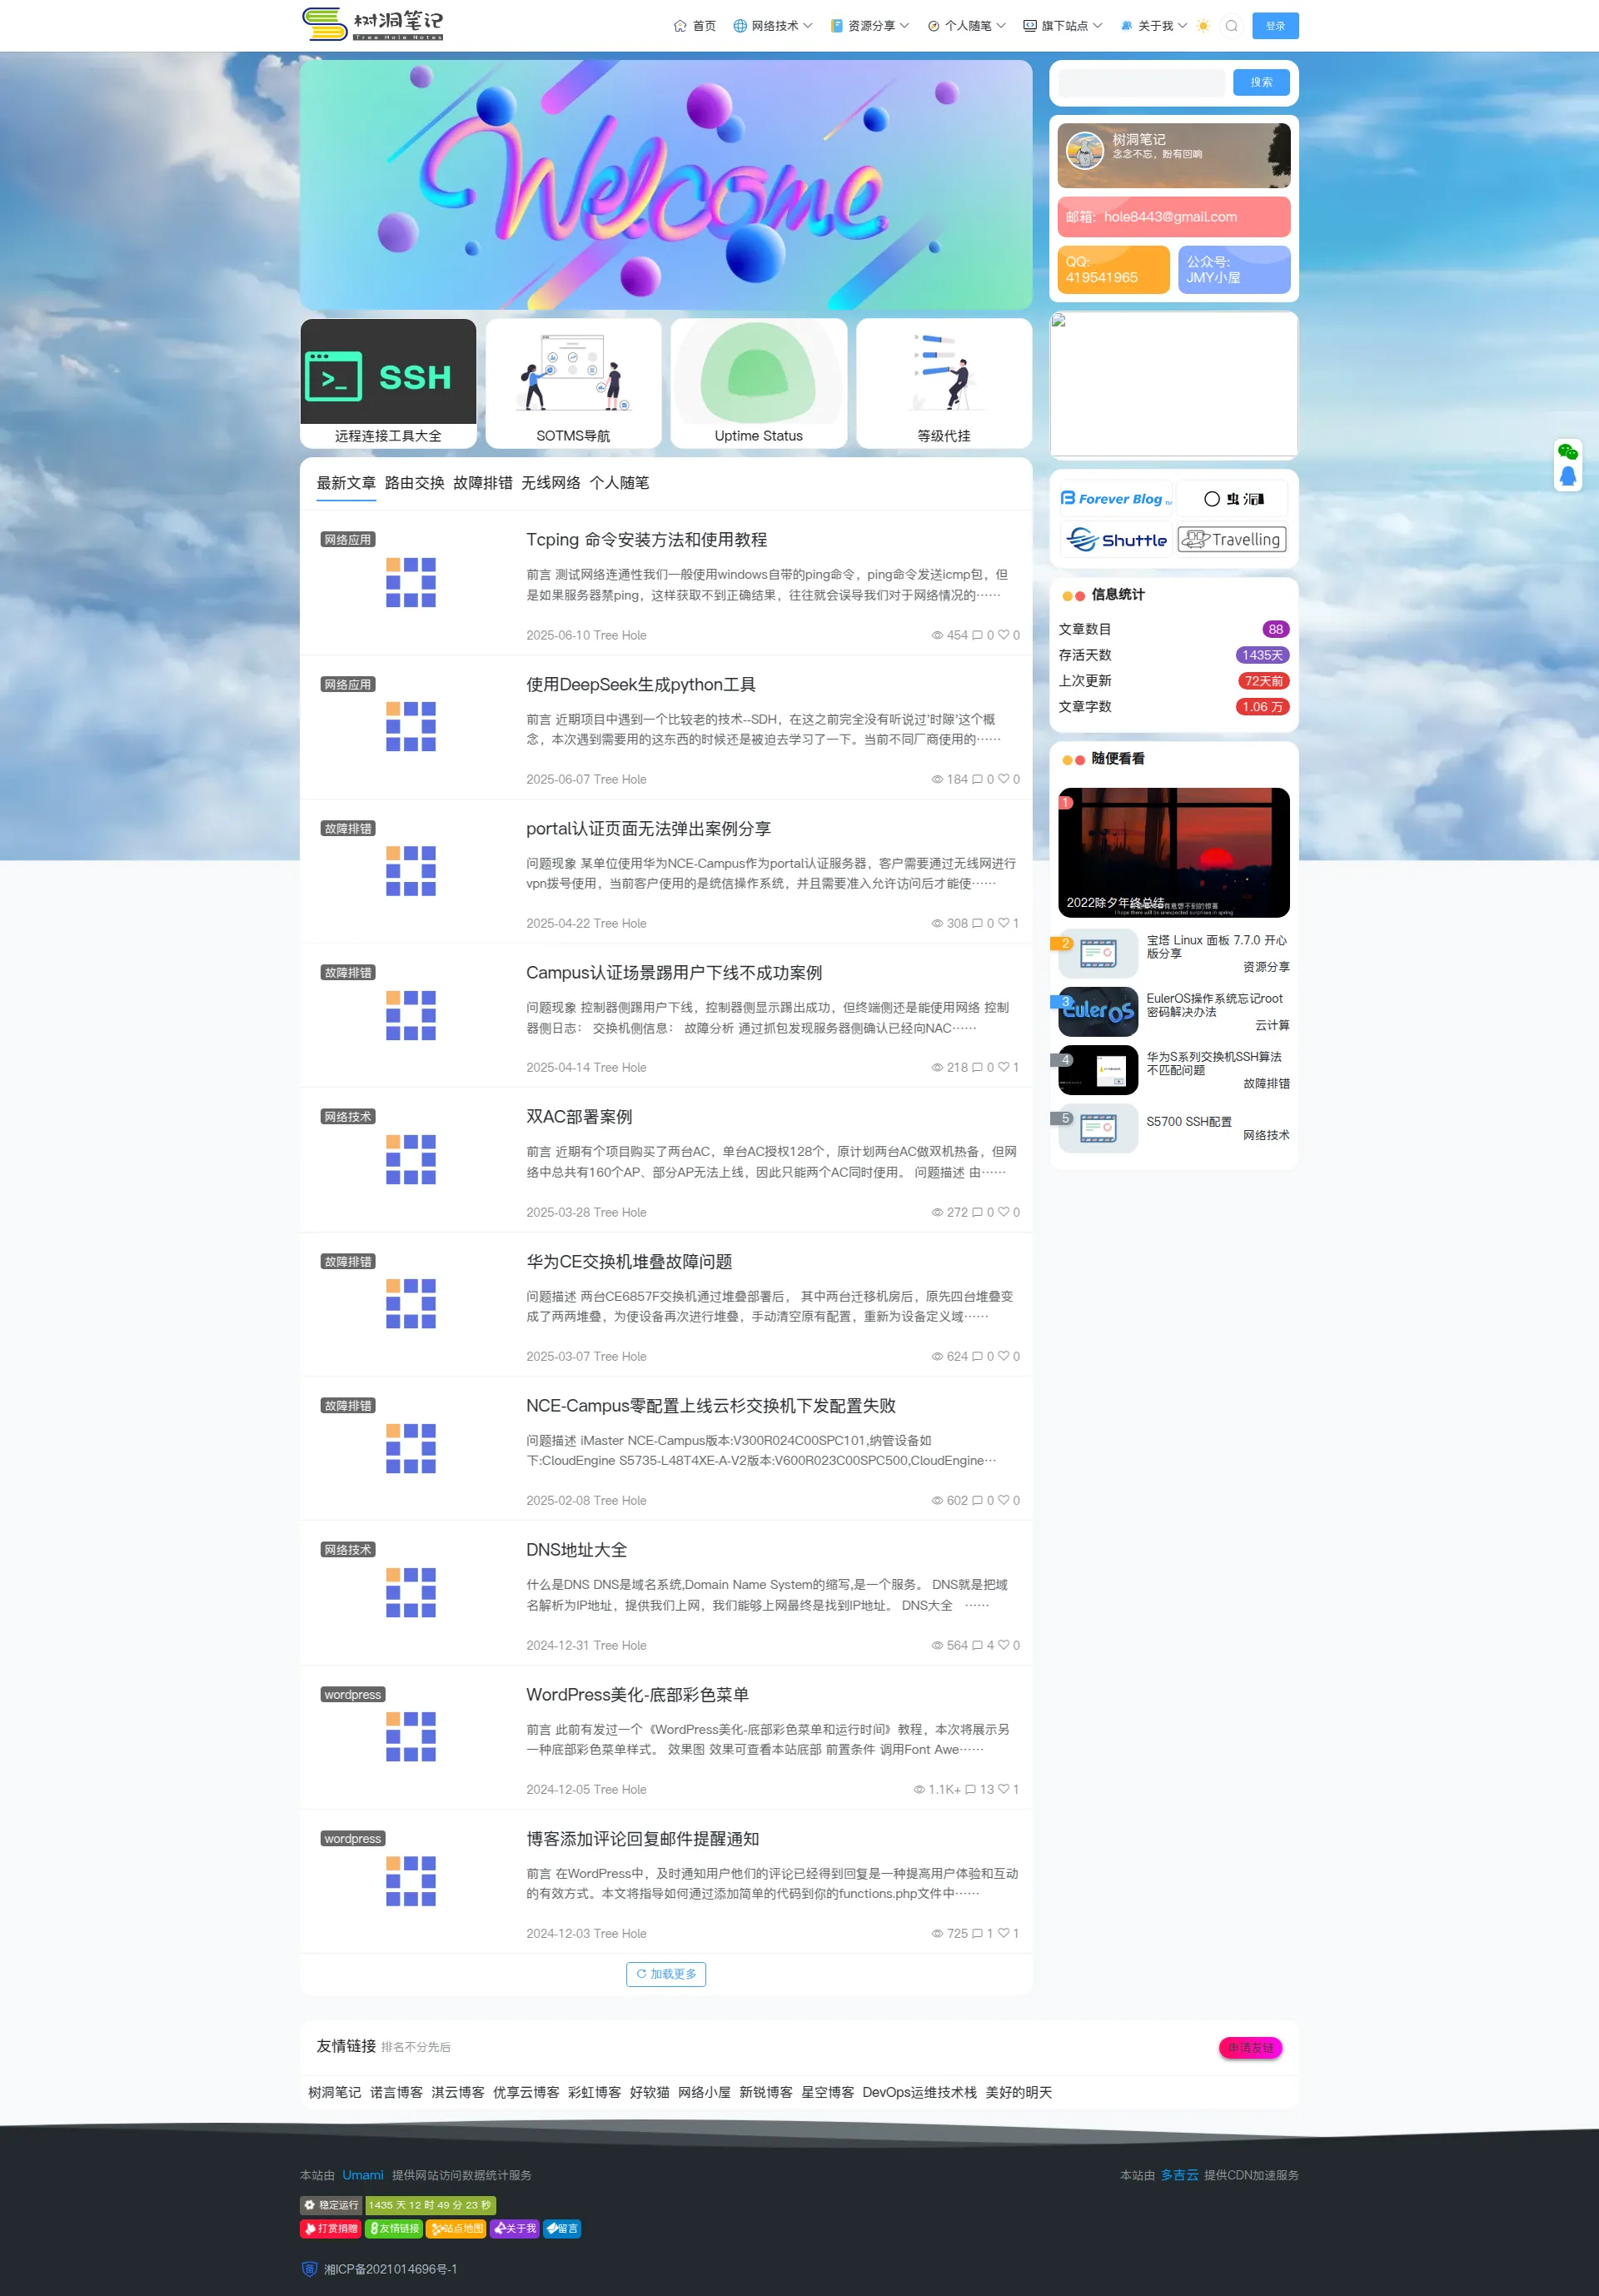 树洞笔记
Tree Hole Notes
首页 网络技术 资源分享 个人随笔 旗下站点 关于我 登录
Welcome
SSH
远程连接工具大全 SOTMS导航 Uptime Status 等级代挂
最新文章 路由交换 故障排错 无线网络 个人随笔
网络应用
Tcping 命令安装方法和使用教程
前言 测试网络连通性我们一般使用windows自带的ping命令，ping命令发送icmp包，但
是如果服务器禁ping，这样获取不到正确结果，往往就会误导我们对于网络情况的……
2025-06-10 Tree Hole 454 0 0
网络应用
使用DeepSeek生成python工具
前言 近期项目中遇到一个比较老的技术--SDH，在这之前完全没有听说过'时隙'这个概
念，本次遇到需要用的这东西的时候还是被迫去学习了一下。当前不同厂商使用的……
2025-06-07 Tree Hole 184 0 0
故障排错
portal认证页面无法弹出案例分享
问题现象 某单位使用华为NCE-Campus作为portal认证服务器，客户需要通过无线网进行
vpn拨号使用，当前客户使用的是统信操作系统，并且需要准入允许访问后才能使……
2025-04-22 Tree Hole 308 0 1
故障排错
Campus认证场景踢用户下线不成功案例
问题现象 控制器侧踢用户下线，控制器侧显示踢出成功，但终端侧还是能使用网络 控制
器侧日志： 交换机侧信息： 故障分析 通过抓包发现服务器侧确认已经向NAC……
2025-04-14 Tree Hole 218 0 1
网络技术
双AC部署案例
前言 近期有个项目购买了两台AC，单台AC授权128个，原计划两台AC做双机热备，但网
络中总共有160个AP、部分AP无法上线，因此只能两个AC同时使用。 问题描述 由……
2025-03-28 Tree Hole 272 0 0
故障排错
华为CE交换机堆叠故障问题
问题描述 两台CE6857F交换机通过堆叠部署后， 其中两台迁移机房后，原先四台堆叠变
成了两两堆叠，为使设备再次进行堆叠，手动清空原有配置，重新为设备定义域……
2025-03-07 Tree Hole 624 0 0
故障排错
NCE-Campus零配置上线云杉交换机下发配置失败
问题描述 iMaster NCE-Campus版本:V300R024C00SPC101,纳管设备如
下:CloudEngine S5735-L48T4XE-A-V2版本:V600R023C00SPC500,CloudEngine…
2025-02-08 Tree Hole 602 0 0
网络技术
DNS地址大全
什么是DNS DNS是域名系统,Domain Name System的缩写,是一个服务。 DNS就是把域
名解析为IP地址，提供我们上网，我们能够上网最终是找到IP地址。 DNS大全 ……
2024-12-31 Tree Hole 564 4 0
wordpress
WordPress美化-底部彩色菜单
前言 此前有发过一个《WordPress美化-底部彩色菜单和运行时间》教程，本次将展示另
一种底部彩色菜单样式。 效果图 效果可查看本站底部 前置条件 调用Font Awe……
2024-12-05 Tree Hole 1.1K+ 13 1
wordpress
博客添加评论回复邮件提醒通知
前言 在WordPress中，及时通知用户他们的评论已经得到回复是一种提高用户体验和互动
的有效方式。本文将指导如何通过添加简单的代码到你的functions.php文件中……
2024-12-03 Tree Hole 725 1 1
加载更多
搜索
树洞笔记
念念不忘，盼有回响
邮箱：hole8443@gmail.com
QQ:
419541965
公众号:
JMY小屋
Forever Blog 虫洞
Shuttle Travelling
信息统计
文章数目 88
存活天数 1435天
上次更新 72天前
文章字数 1.06 万
随便看看
1
2022除夕年终总结
I hope there will be unexpected surprises in spring
2
宝塔 Linux 面板 7.7.0 开心
版分享
资源分享
3
EulerOS
EulerOS操作系统忘记root
密码解决办法
云计算
4
华为S系列交换机SSH算法
不匹配问题
故障排错
5
S5700 SSH配置
网络技术
友情链接 排名不分先后 申请友链
树洞笔记 诺言博客 淇云博客 优享云博客 彩虹博客 好软猫 网络小屋 新锐博客 星空博客 DevOps运维技术栈 美好的明天
本站由 Umami 提供网站访问数据统计服务 本站由 多吉云 提供CDN加速服务
稳定运行 1435 天 12 时 49 分 23 秒
打赏捐赠 友情链接 站点地图 关于我 留言
湘ICP备2021014696号-1